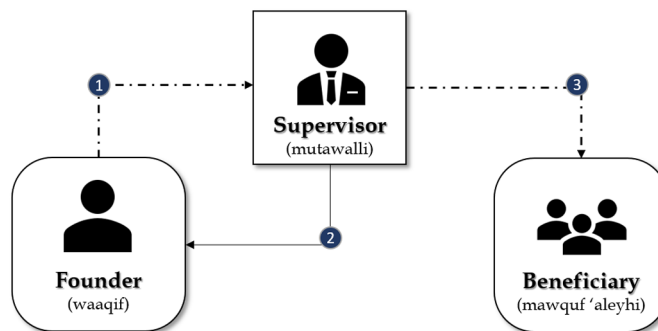 1
Supervisor
(mutawalli)
3
2
Founder
(waaqif)
Beneficiary
(mawquf ‘aleyhi)